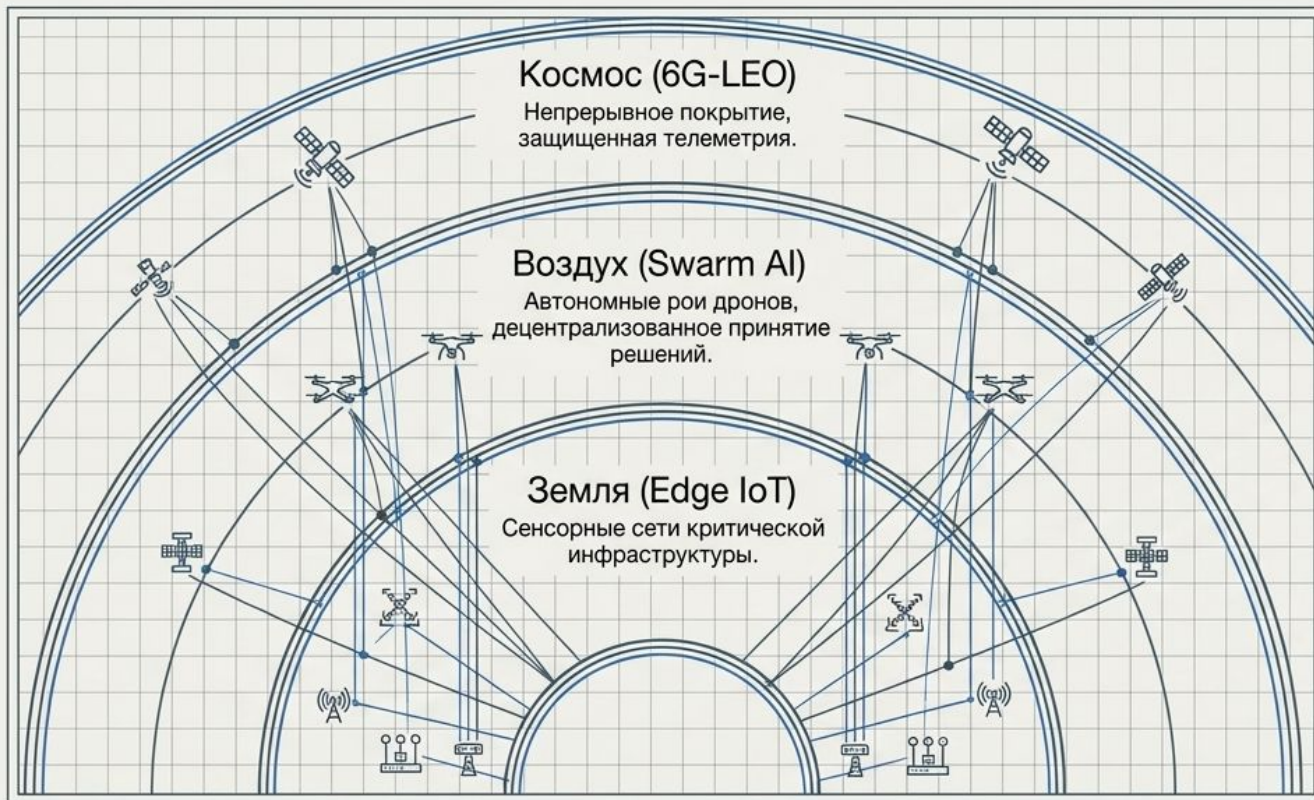 Космос (6G-LEO)
Непрерывное покрытие,
защищенная телеметрия.
Воздух (Swarm AI)
Автономные рои дронов,
децентрализованное принятие
решений.
Земля (Edge IoT)
Сенсорные сети критической
инфраструктуры.